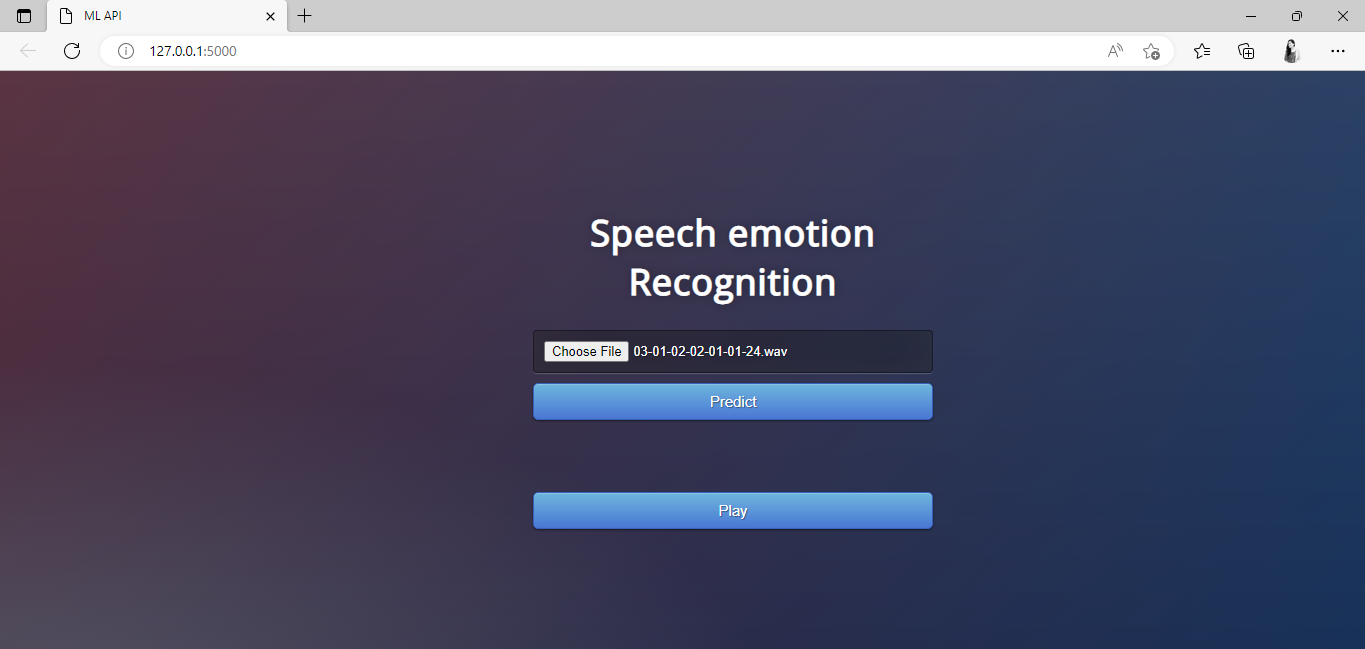 ML API
127.0.0.1:5000
Speech emotion
Recognition
Choose File 03-01-02-02-01-01-24.wav
Predict
Play